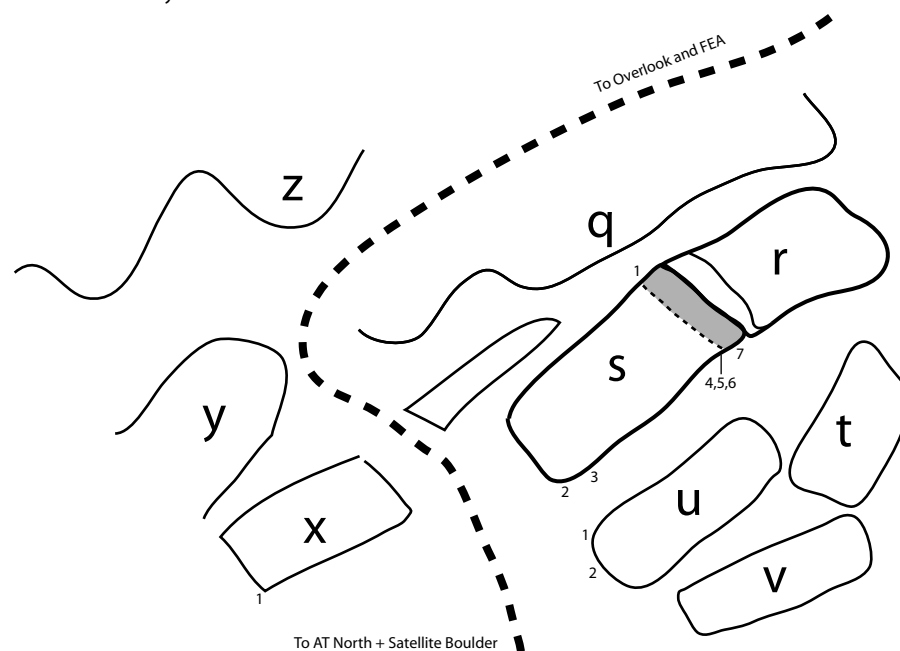 To Overlook and FEA
z
q
r
1
s
7
4,5,6
y
t
3
2
u
x
1
2
v
1
To AT North + Satellite Boulder